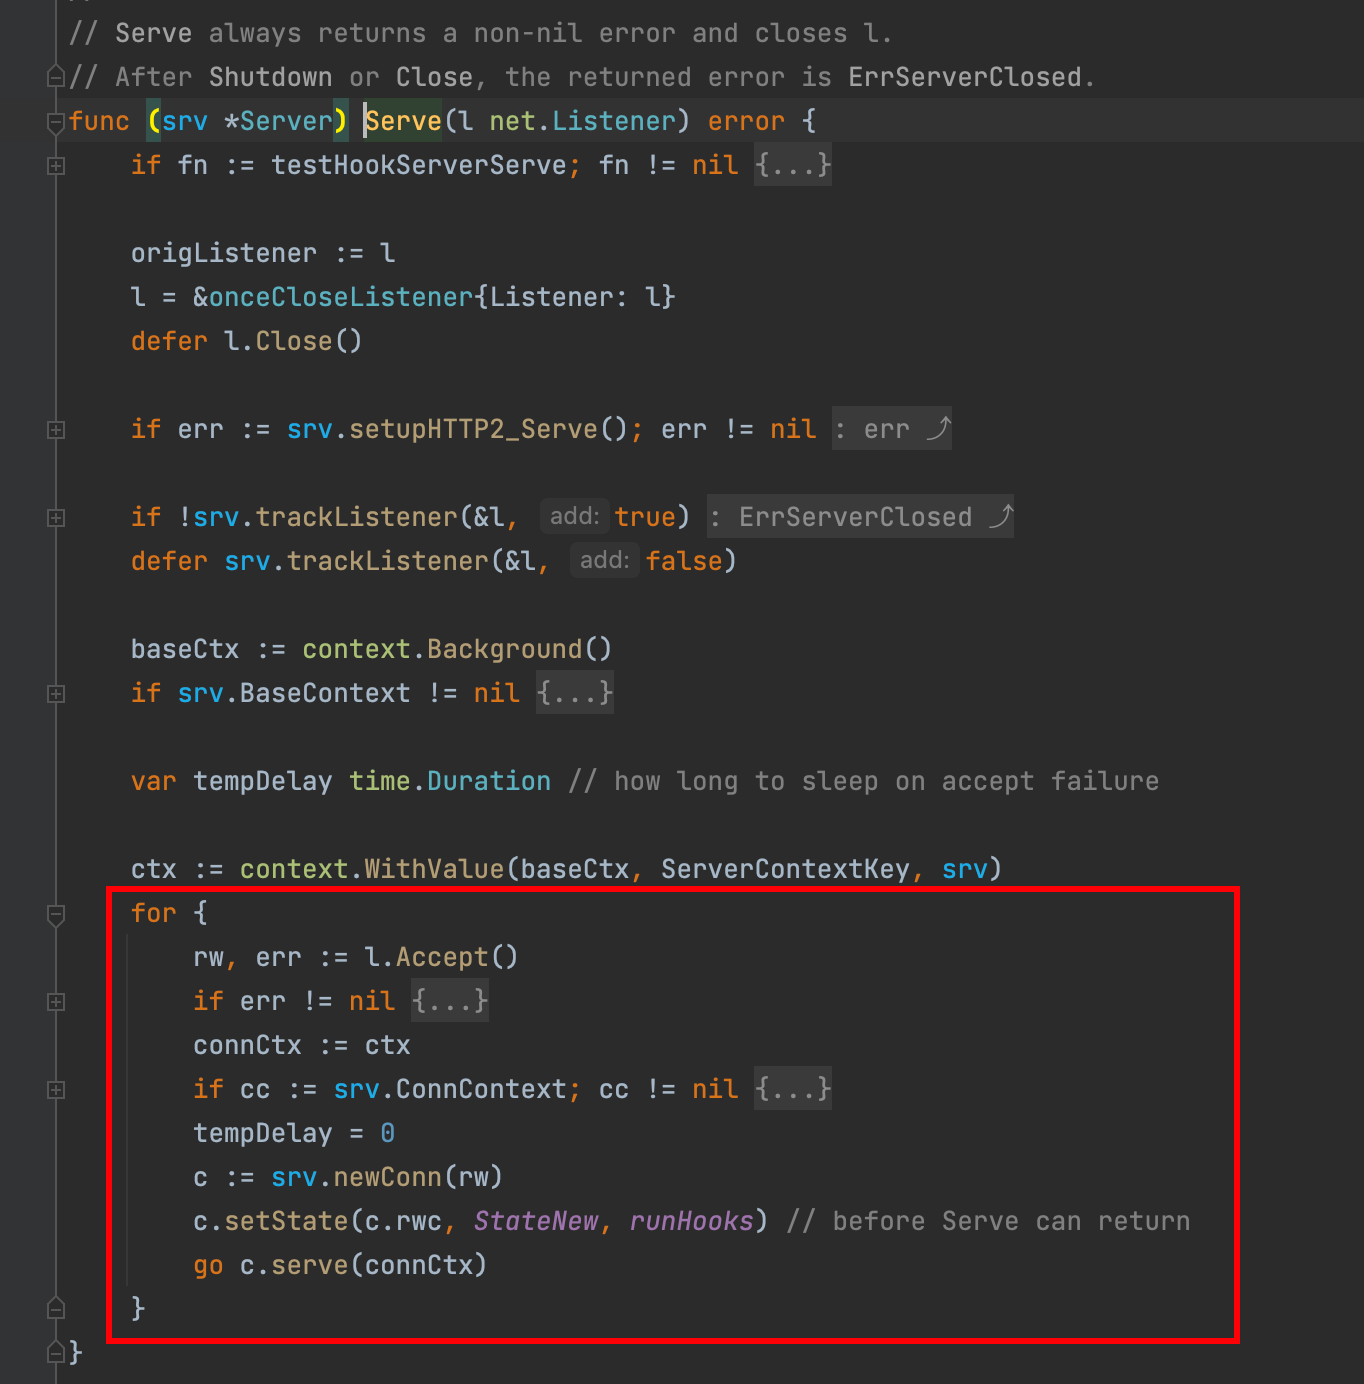 // Serve always returns a non-nil error and closes l.
// After Shutdown or Close, the returned error is ErrServerClosed.
func (srv *Server) Serve(l net.Listener) error {
if fn := testHookServerServe; fn != nil {...}
origListener := l
l = &onceCloseListener{Listener: l}
defer l.Close()
if err := srv.setupHTTP2_Serve(); err != nil : err ⤴
if !srv.trackListener(&l, add: true) : ErrServerClosed ⤴
defer srv.trackListener(&l, add: false)
baseCtx := context.Background()
if srv.BaseContext != nil {...}
var tempDelay time.Duration // how long to sleep on accept failure
ctx := context.WithValue(baseCtx, ServerContextKey, srv)
for {
rw, err := l.Accept()
if err != nil {...}
connCtx := ctx
if cc := srv.ConnContext; cc != nil {...}
tempDelay = 0
c := srv.newConn(rw)
c.setState(c.rwc, StateNew, runHooks) // before Serve can return
go c.serve(connCtx)
}
}